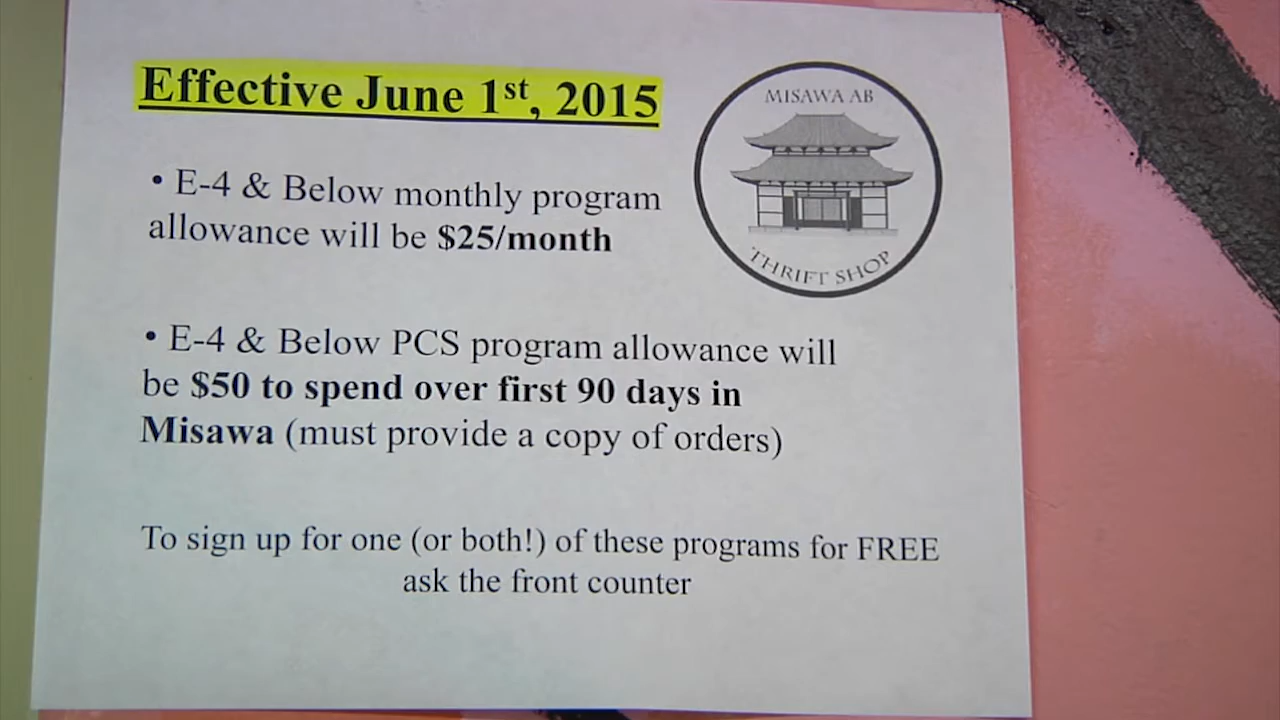 Effective June 1st, 2015
MISAWA AB
THRIFT SHOP
• E-4 & Below monthly program
allowance will be $25/month
• E-4 & Below PCS program allowance will
be $50 to spend over first 90 days in
Misawa (must provide a copy of orders)
To sign up for one (or both!) of these programs for FREE
ask the front counter